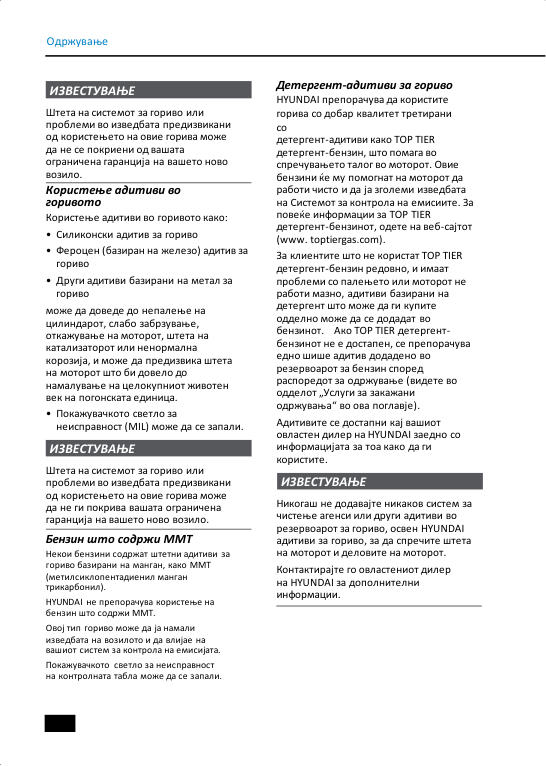 Одржување
ИЗВЕСТУВАЊЕ
Штета на системот за гориво или
проблеми во изведбата предизвикани
од користењето на овие горива може
да не се покриени од вашата
ограничена гаранција на вашето ново
возило.
Користење адитиви во
горивото
Користење адитиви во горивото како:
• Силиконски адитив за гориво
• Фероцен (базиран на железо) адитив за
гориво
• Други адитиви базирани на метал за
гориво
може да доведе до непалење на
цилиндарот, слабо забрзување,
откажување на моторот, штета на
катализаторот или ненормална
корозија, и може да предизвика штета
на моторот што би довело до
намалување на целокупниот животен
век на погонската единица.
• Покажувачкото светло за
неисправност (MIL) може да се запали.
ИЗВЕСТУВАЊЕ
Штета на системот за гориво или
проблеми во изведбата предизвикани
од користењето на овие горива може
да не ги покрива вашата ограничена
гаранција на вашето ново возило.
Бензин што содржи ММТ
Некои бензини содржат штетни адитиви за
гориво базирани на манган, како MMT
(метилсиклопентадиенил манган
трикарбонил).
HYUNDAI не препорачува користење на
бензин што содржи ММТ.
Овој тип гориво може да ја намали
изведбата на возилото и да влијае на
вашиот систем за контрола на емисијата.
Покажувачкото светло за неисправност
на контролната табла може да се запали.
Детергент-адитиви за гориво
HYUNDAI препорачува да користите
горива со добар квалитет третирани
со
детергент-адитиви како TOP TIER
детергент-бензин, што помага во
спречувањето талог во моторот. Овие
бензини ќе му помогнат на моторот да
работи чисто и да ја зголеми изведбата
на Системот за контрола на емисиите. За
повеќе информации за TOP TIER
детергент-бензинот, одете на веб-сајтот
(www. toptiergas.com).
За клиентите што не користат TOP TIER
детергент-бензин редовно, и имаат
проблеми со палењето или моторот не
работи мазно, адитиви базирани на
детергент што може да ги купите
одделно може да се додадат во
бензинот. Ако TOP TIER детергент-
бензинот не е достапен, се препорачува
едно шише адитив додадено во
резервоарот за бензин според
распоредот за одржување (видете во
одделот „Услуги за закажани
одржувања“ во ова поглавје).
Адитивите се достапни кај вашиот
овластен дилер на HYUNDAI заедно со
информацијата за тоа како да ги
користите.
ИЗВЕСТУВАЊЕ
Никогаш не додавајте никаков систем за
чистење агенси или други адитиви во
резервоарот за гориво, освен HYUNDAI
адитиви за гориво, за да спречите штета
на моторот и деловите на моторот.
Контактирајте го овластениот дилер
на HYUNDAI за дополнителни
информации.